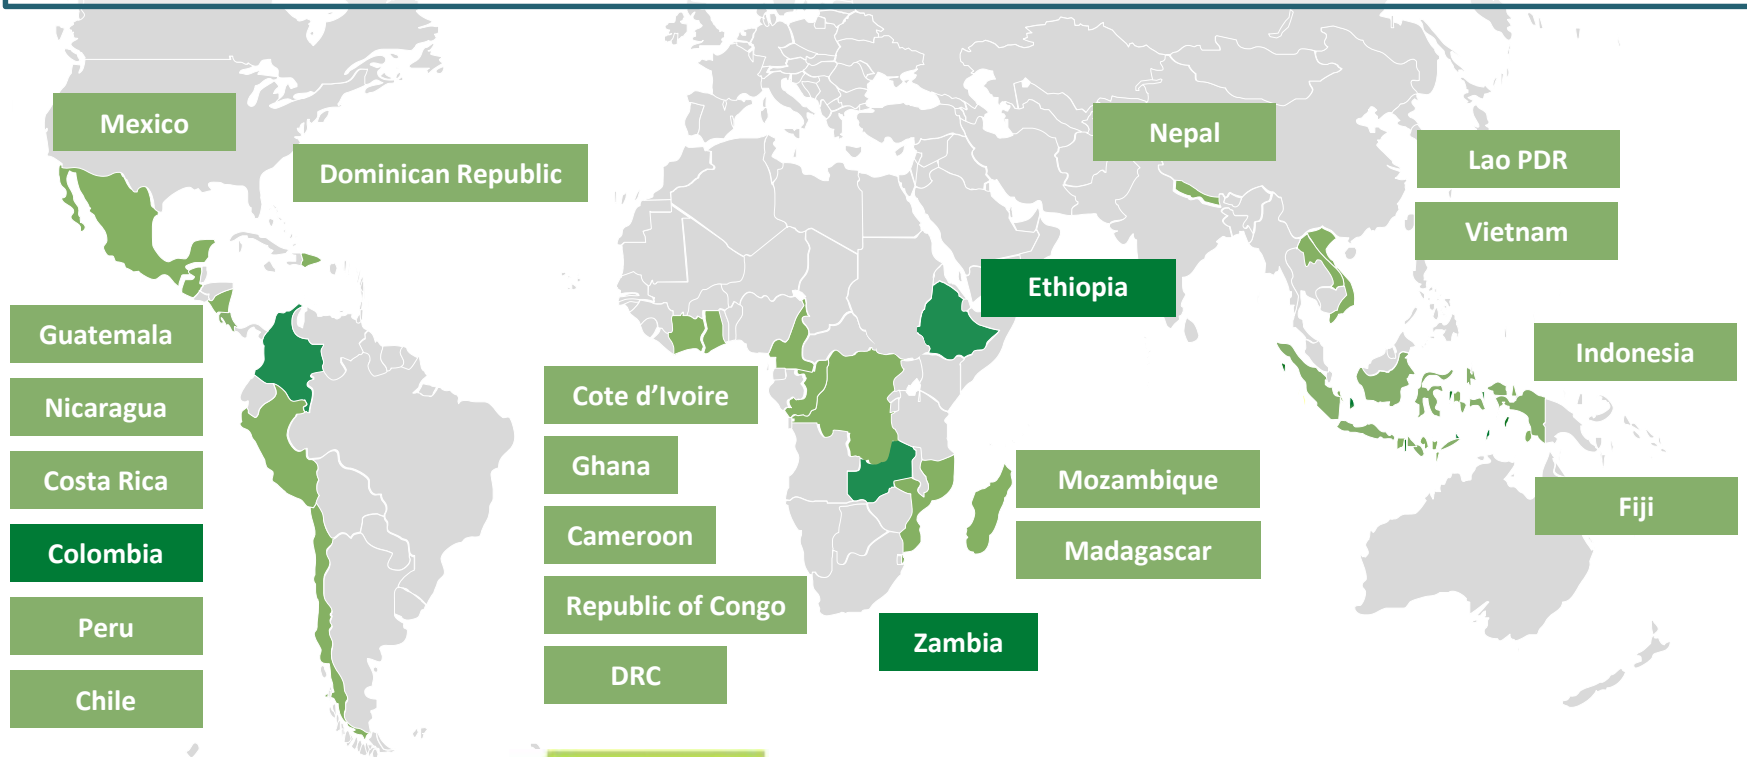 Mexico
Dominican Republic
Nepal
Lao PDR
Vietnam
Ethiopia
Guatemala
Nicaragua
Costa Rica
Colombia
Peru
Chile
Cote d’Ivoire
Ghana
Cameroon
Republic of Congo
DRC
Mozambique
Madagascar
Zambia
Indonesia
Fiji